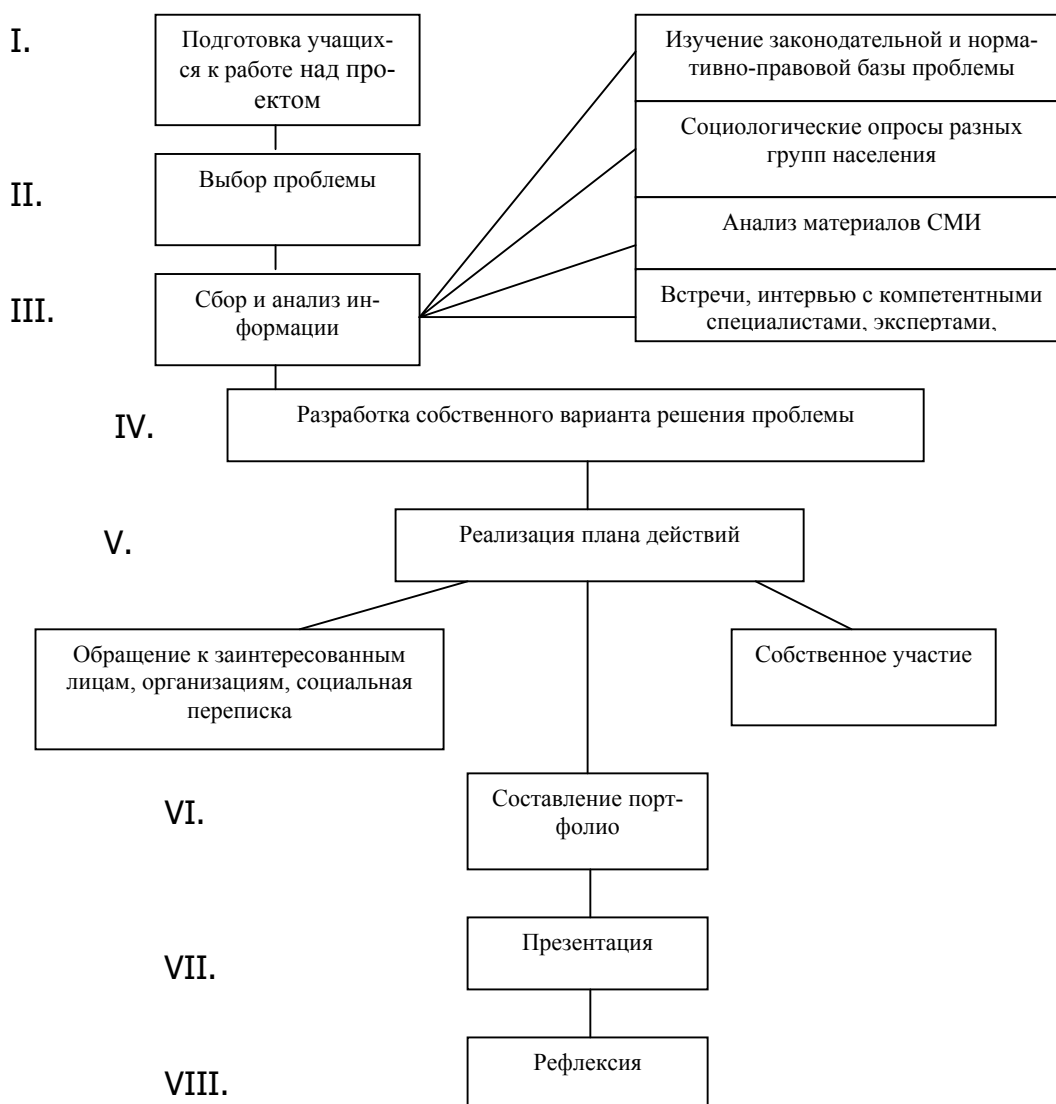 I.
Подготовка учащих-
ся к работе над про-
ектом
Изучение законодательной и норма-
тивно-правовой базы проблемы
Социологические опросы разных
групп населения
II.
Выбор проблемы
Анализ материалов СМИ
III.
Сбор и анализ ин-
формации
Встречи, интервью с компетентными
специалистами, экспертами,
IV.
Разработка собственного варианта решения проблемы
V.
Реализация плана действий
Обращение к заинтересованным
лицам, организациям, социальная
переписка
Собственное участие
VI.
Составление порт-
фолио
VII.
Презентация
VIII.
Рефлексия